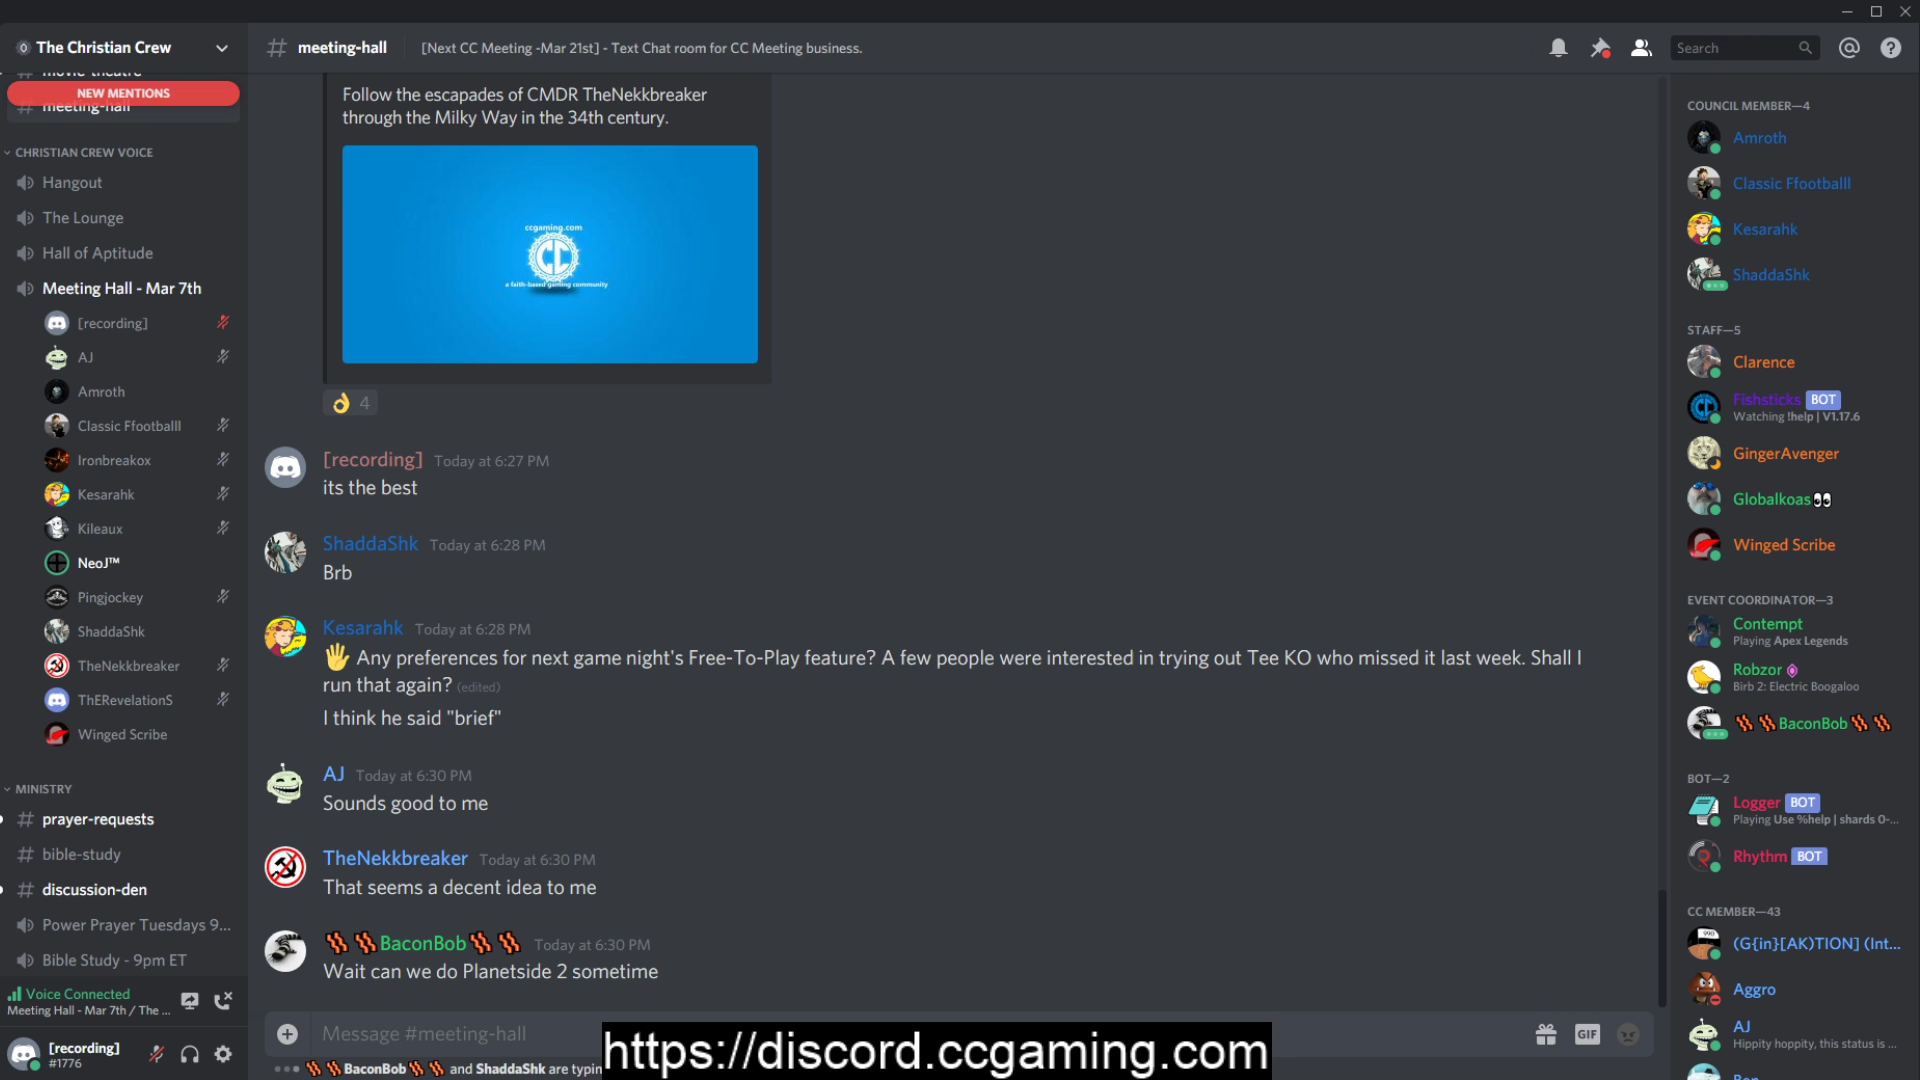 The Christian Crew
movie-theatre
NEW MENTIONS
meeting-hall
CHRISTIAN CREW VOICE
Hangout
The Lounge
Hall of Aptitude
Meeting Hall - Mar 7th
[recording]
AJ
Amroth
Classic Ffootballl
Ironbreakox
Kesarahk
Kileaux
NeoJ™
Pingjockey
ShaddaShk
TheNekkbreaker
ThERevelationS
Winged Scribe
MINISTRY
# prayer-requests
# bible-study
# discussion-den
Power Prayer Tuesdays 9...
Bible Study - 9pm ET
Voice Connected
Meeting Hall - Mar 7th / The ...
[recording]
#1776
# meeting-hall
[Next CC Meeting -Mar 21st] - Text Chat room for CC Meeting business.
Search
Follow the escapades of CMDR TheNekkbreaker
through the Milky Way in the 34th century.
ccgaming.com
CC
a faith-based gaming community
👌 4
[recording] Today at 6:27 PM
its the best
ShaddaShk Today at 6:28 PM
Brb
Kesarahk Today at 6:28 PM
🖐 Any preferences for next game night's Free-To-Play feature? A few people were interested in trying out Tee KO who missed it last week. Shall I
run that again? (edited)
I think he said "brief"
AJ Today at 6:30 PM
Sounds good to me
TheNekkbreaker Today at 6:30 PM
That seems a decent idea to me
🥓🥓BaconBob🥓🥓 Today at 6:30 PM
Wait can we do Planetside 2 sometime
Message #meeting-hall
GIF
🥓🥓BaconBob🥓🥓 and ShaddaShk are typin
https://discord.ccgaming.com
COUNCIL MEMBER—4
Amroth
Classic Ffootballl
Kesarahk
ShaddaShk
STAFF—5
Clarence
Fishsticks BOT
Watching !help | V1.17.6
GingerAvenger
Globalkoas👀
Winged Scribe
EVENT COORDINATOR—3
Contempt
Playing Apex Legends
Robzor
Birb 2: Electric Boogaloo
🥓🥓BaconBob🥓🥓
BOT—2
Logger BOT
Playing Use %help | shards 0-...
Rhythm BOT
CC MEMBER—43
(G{in}[AK)TION] (Int...
Aggro
AJ
Hippity hoppity, this status is ...